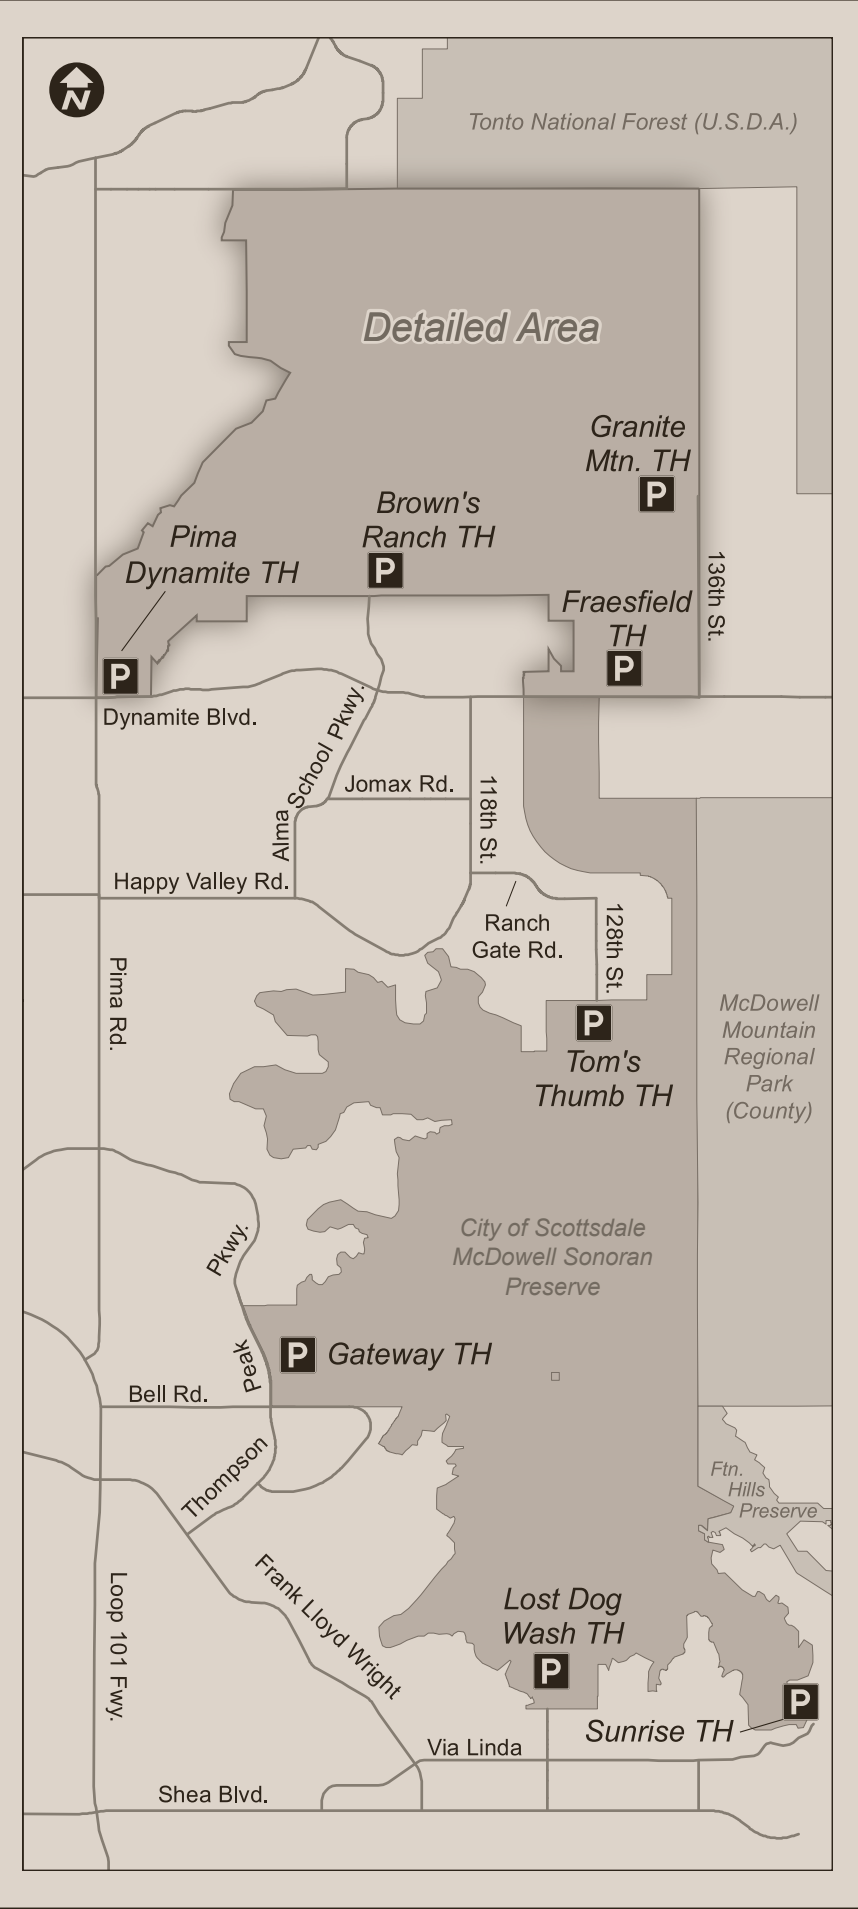 N
Tonto National Forest (U.S.D.A.)
Detailed Area
Granite
Mtn. TH
P
Brown's
Ranch TH
P
Pima
Dynamite TH
P
Fraesfield
TH
P
136th St.
Dynamite Blvd.
Alma School Pkwy.
Jomax Rd.
118th St.
Happy Valley Rd.
Ranch
Gate Rd.
128th St.
Pima Rd.
P
Tom's
Thumb TH
McDowell
Mountain
Regional
Park
(County)
City of Scottsdale
McDowell Sonoran
Preserve
Thompson Peak Pkwy.
P
Gateway TH
Bell Rd.
Ftn.
Hills
Preserve
Frank Lloyd Wright
Loop 101 Fwy.
Lost Dog
Wash TH
P
P
Sunrise TH
Via Linda
Shea Blvd.